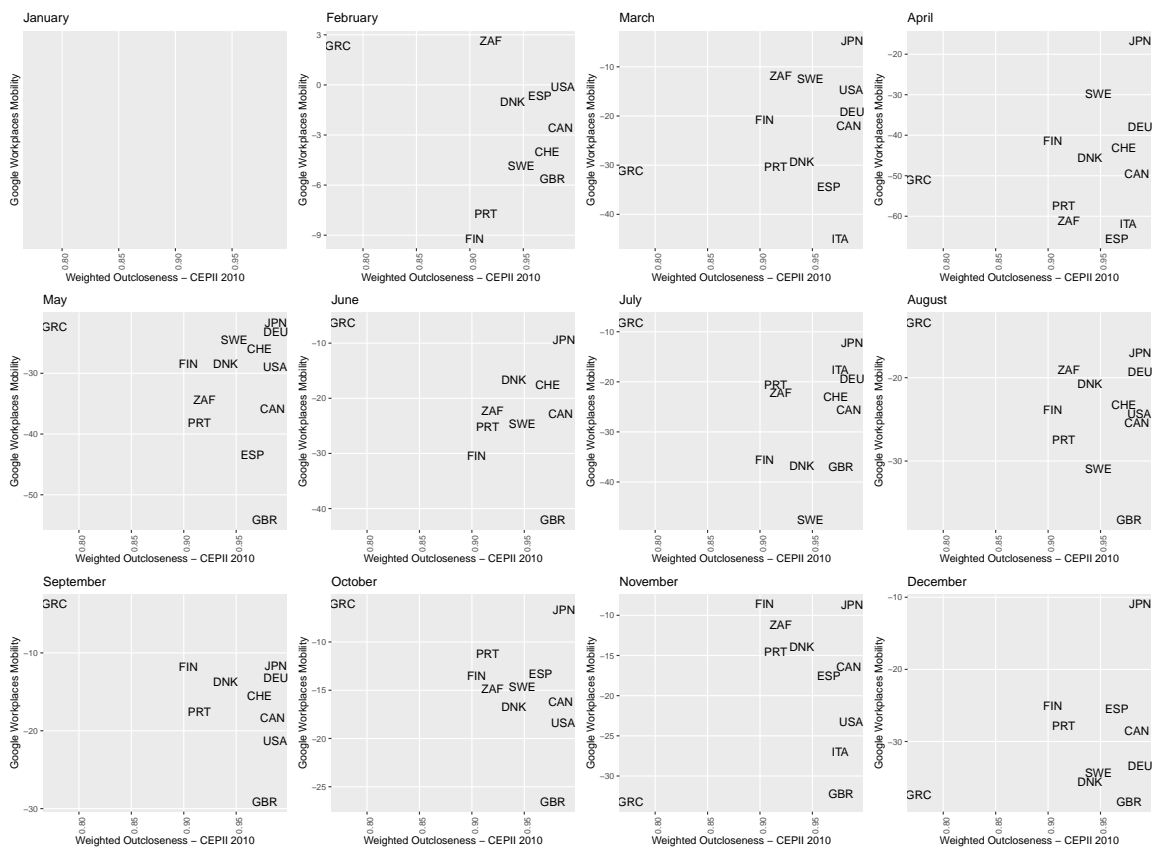 January
Google Workplaces Mobility
0.80
0.85
0.90
0.95
Weighted Outcloseness – CEPII 2010
February
Google Workplaces Mobility
3
0
−3
−6
−9
GRC
ZAF
USA
ESP
DNK
CAN
CHE
SWE
GBR
PRT
FIN
0.80
0.85
0.90
0.95
Weighted Outcloseness – CEPII 2010
March
Google Workplaces Mobility
−10
−20
−30
−40
JPN
ZAF
SWE
USA
DEU
FIN
CAN
DNK
PRT
GRC
ESP
ITA
0.80
0.85
0.90
0.95
Weighted Outcloseness – CEPII 2010
April
Google Workplaces Mobility
−20
−30
−40
−50
−60
JPN
SWE
DEU
FIN
CHE
DNK
CAN
GRC
PRT
ZAF
ITA
ESP
0.80
0.85
0.90
0.95
Weighted Outcloseness – CEPII 2010
May
Google Workplaces Mobility
−30
−40
−50
JPN
GRC
DEU
SWE
CHE
FIN
DNK
USA
ZAF
CAN
PRT
ESP
GBR
0.80
0.85
0.90
0.95
Weighted Outcloseness – CEPII 2010
June
Google Workplaces Mobility
−10
−20
−30
−40
GRC
JPN
DNK
CHE
ZAF
CAN
PRT
SWE
FIN
GBR
0.80
0.85
0.90
0.95
Weighted Outcloseness – CEPII 2010
July
Google Workplaces Mobility
−10
−20
−30
−40
GRC
JPN
ITA
DEU
PRT
ZAF
CHE
CAN
FIN
DNK
GBR
SWE
0.80
0.85
0.90
0.95
Weighted Outcloseness – CEPII 2010
August
Google Workplaces Mobility
−20
−30
GRC
JPN
ZAF
DEU
DNK
CHE
FIN
USA
CAN
PRT
SWE
GBR
0.80
0.85
0.90
0.95
Weighted Outcloseness – CEPII 2010
September
Google Workplaces Mobility
−10
−20
−30
GRC
FIN
JPN
DEU
DNK
CHE
PRT
CAN
USA
GBR
0.80
0.85
0.90
0.95
Weighted Outcloseness – CEPII 2010
October
Google Workplaces Mobility
−10
−15
−20
−25
GRC
JPN
PRT
FIN
ESP
ZAF
SWE
CAN
DNK
USA
GBR
0.80
0.85
0.90
0.95
Weighted Outcloseness – CEPII 2010
November
Google Workplaces Mobility
−10
−15
−20
−25
−30
FIN
JPN
ZAF
DNK
PRT
CAN
ESP
USA
ITA
GBR
GRC
0.80
0.85
0.90
0.95
Weighted Outcloseness – CEPII 2010
December
Google Workplaces Mobility
−10
−20
−30
JPN
FIN
ESP
PRT
CAN
DEU
SWE
DNK
GRC
GBR
0.80
0.85
0.90
0.95
Weighted Outcloseness – CEPII 2010